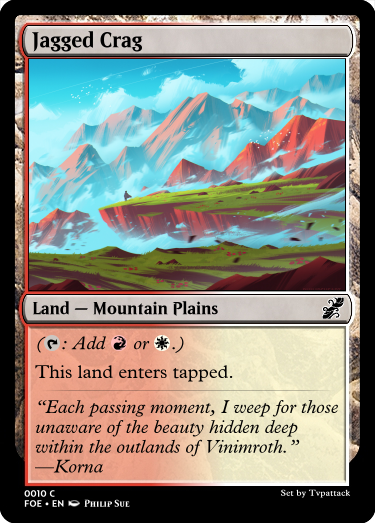 Jagged Crag
Land — Mountain Plains
(: Add or .)
This land enters tapped.
“Each passing moment, I weep for those
unaware of the beauty hidden deep
within the outlands of Vinimroth.”
—Korna
0010 C
FOE • EN Philip Sue
Set by Tvpattack